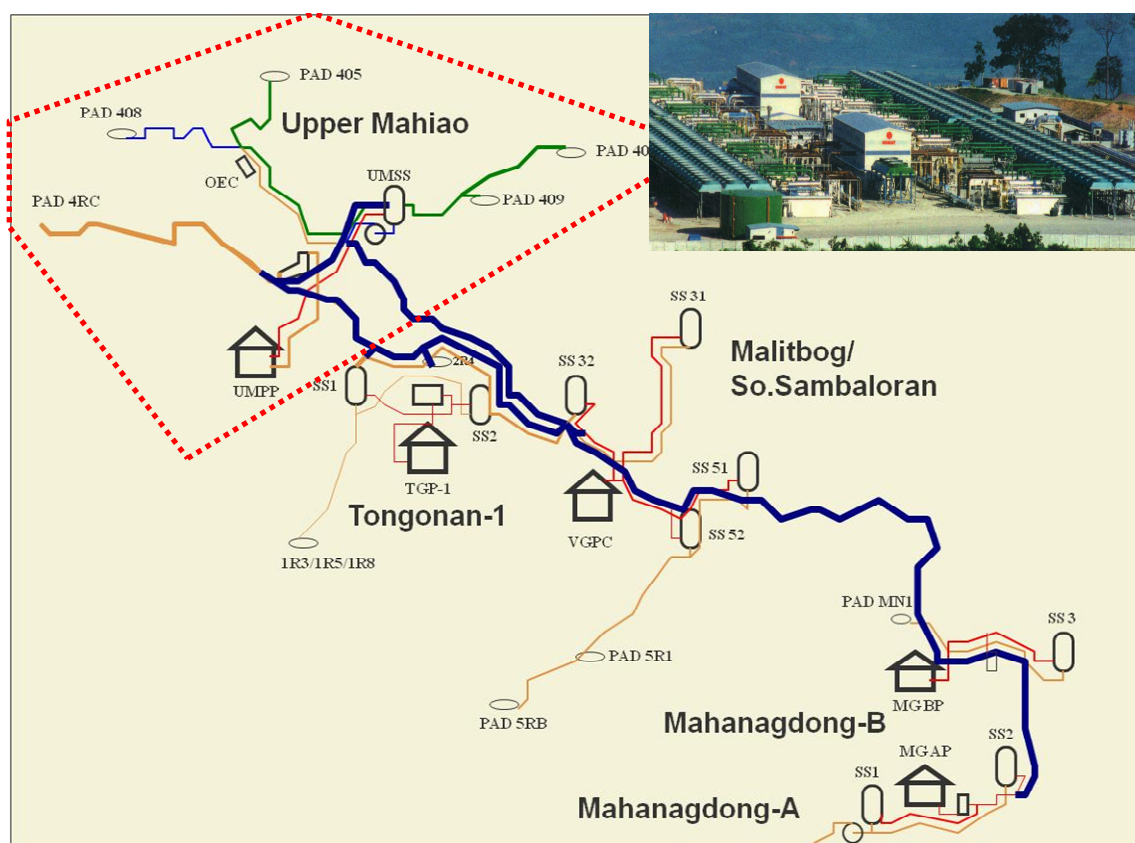 PAD 405
PAD 408
Upper Mahiao
PAD 40
OEC
UMSS
PAD 4RC
PAD 409
SS 31
Malitbog/
So.Sambaloran
2R4
SS 32
UMPP
SS1
SS2
SS 51
TGP-1
Tongonan-1
VGPC
SS 52
1R3/1R5/1R8
PAD MN1
SS 3
PAD 5R1
MGBP
PAD 5RB
Mahanagdong-B
MGAP
SS2
SS1
Mahanagdong-A